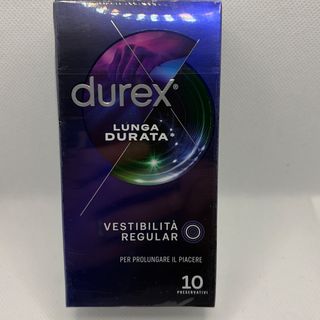 durex®
LUNGA
DURATA*
VESTIBILITÀ
REGULAR
PER PROLUNGARE IL PIACERE
10
PRESERVATIVI